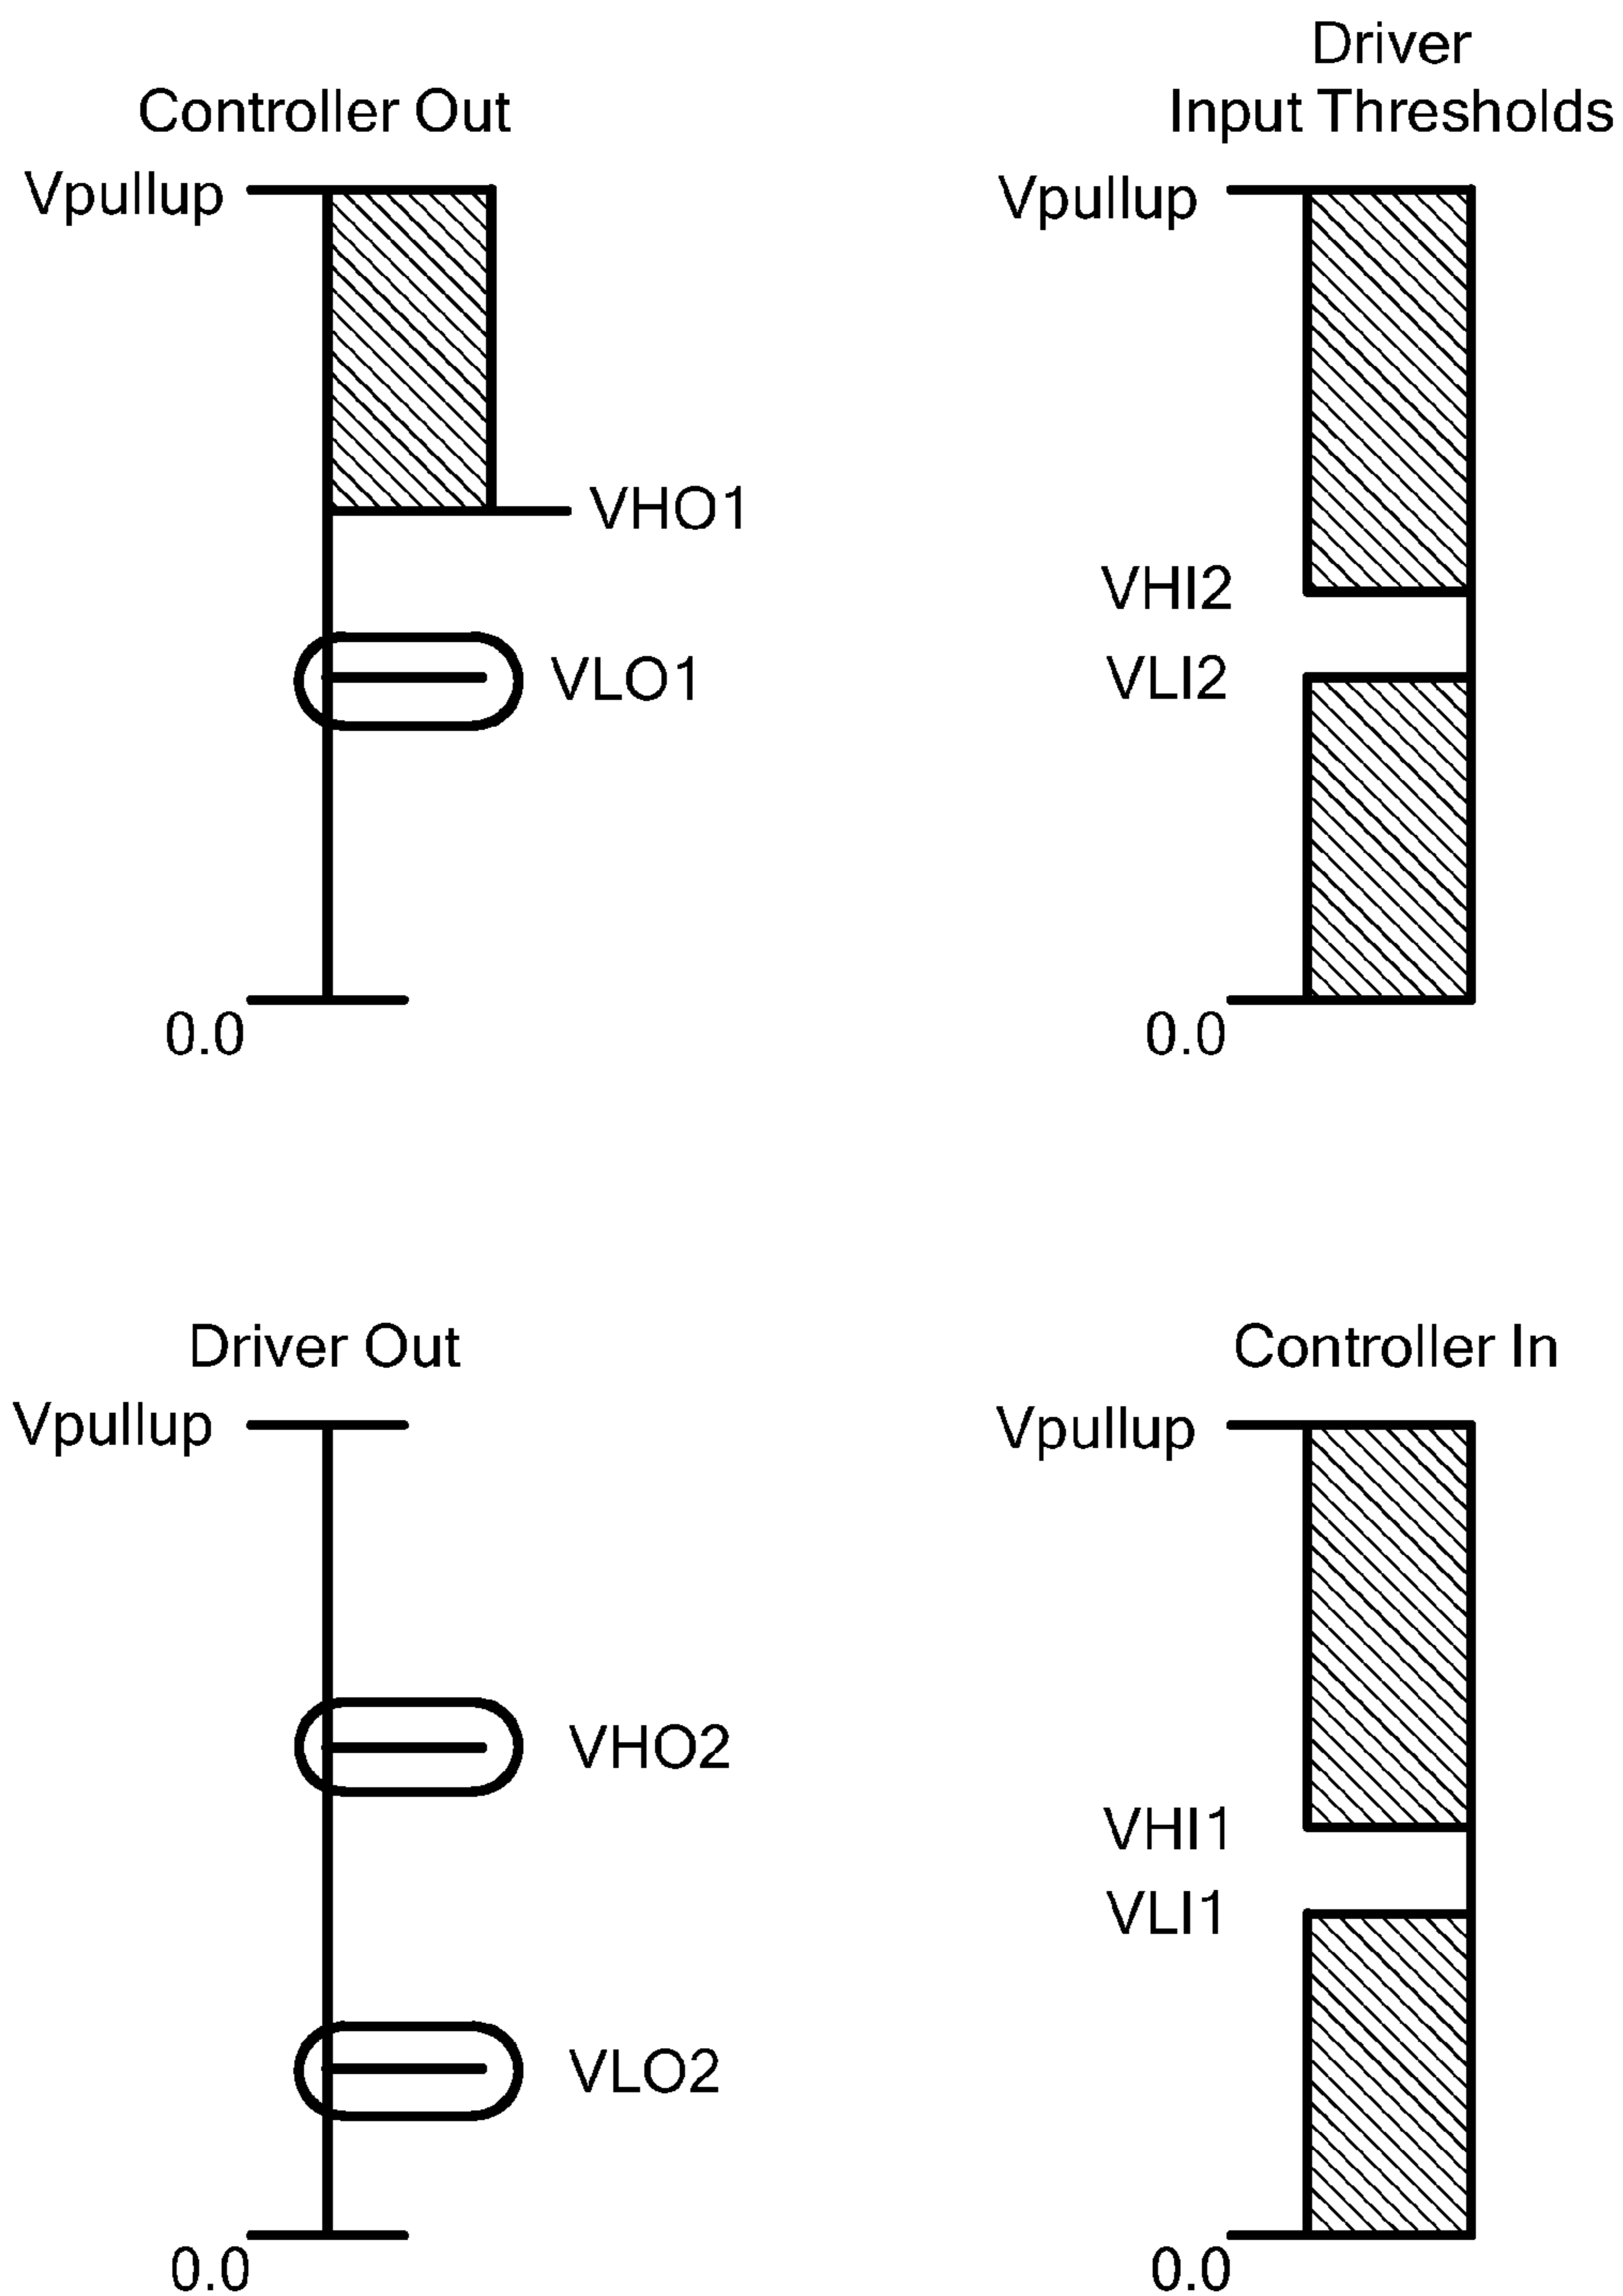 Controller Out
Vpullup
VHO1
VLO1
0.0
Driver
Input Thresholds
Vpullup
VHI2
VLI2
0.0
Driver Out
Vpullup
VHO2
VLO2
0.0
Controller In
Vpullup
VHI1
VLI1
0.0